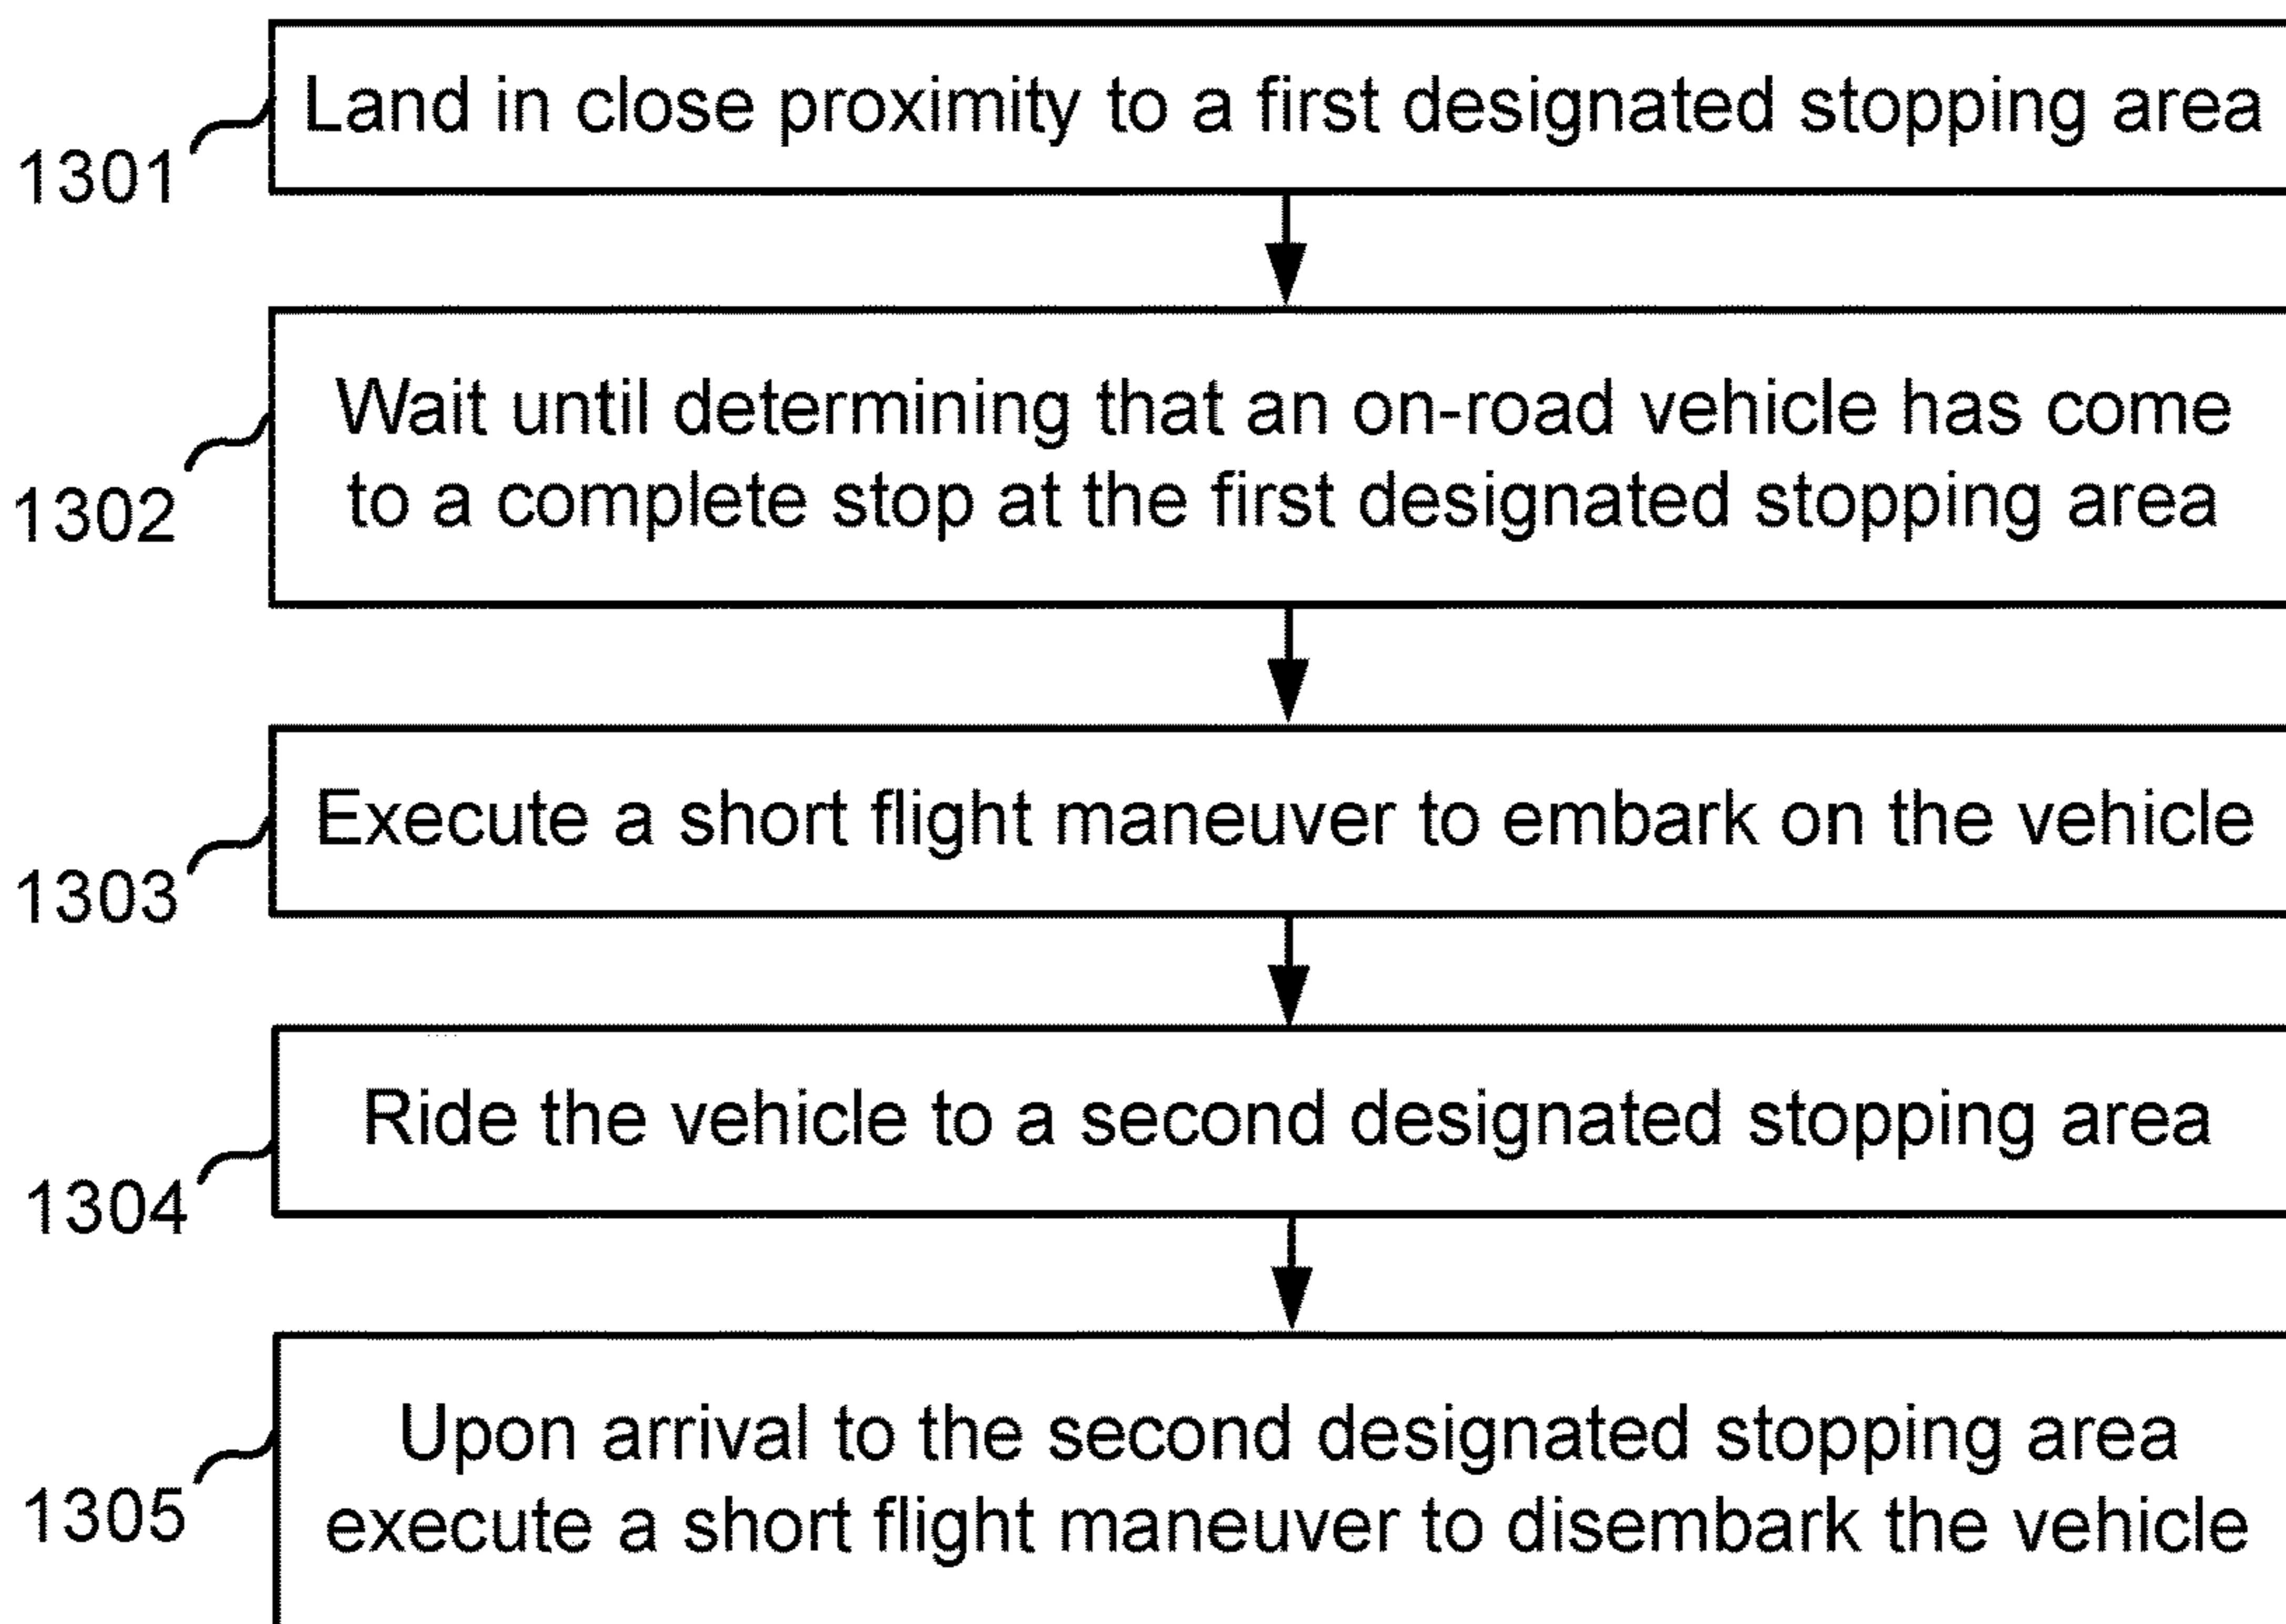 Land in close proximity to a first designated stopping area
1301
Wait until determining that an on-road vehicle has come
to a complete stop at the first designated stopping area
1302
Execute a short flight maneuver to embark on the vehicle
1303
Ride the vehicle to a second designated stopping area
1304
Upon arrival to the second designated stopping area
execute a short flight maneuver to disembark the vehicle
1305